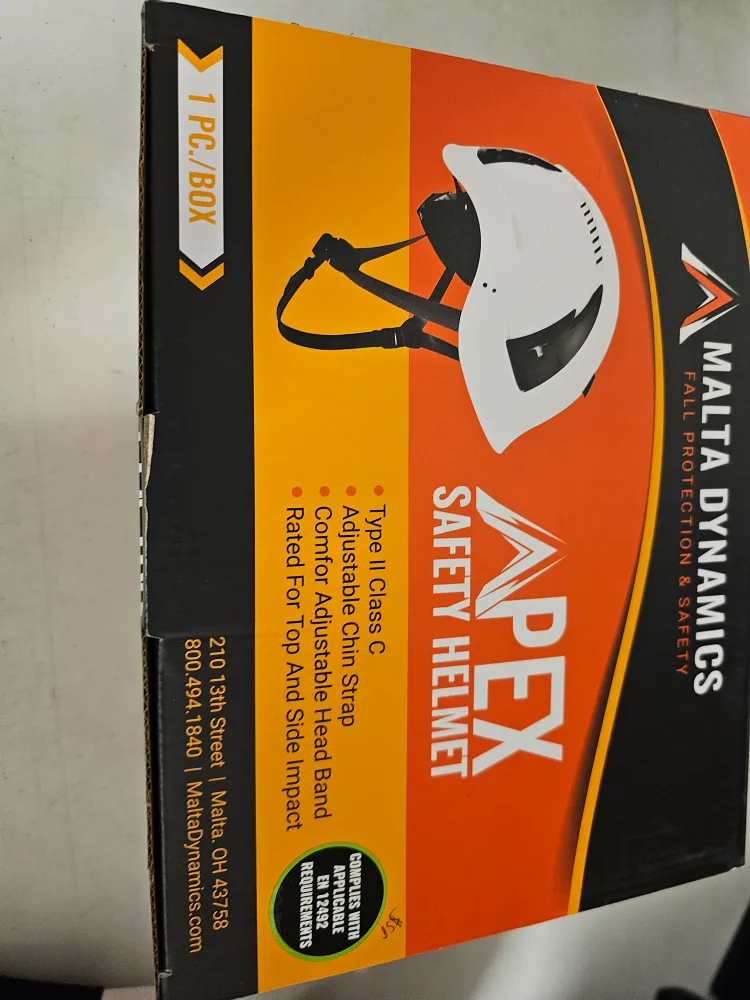 MALTA DYNAMICS
FALL PROTECTION & SAFETY
APEX
SAFETY HELMET
• Type II Class C
• Adjustable Chin Strap
• Comfor Adjustable Head Band
• Rated For Top And Side Impact
COMPLIES WITH
APPLICABLE
EN 12492
REQUIREMENTS
1 PC./BOX
210 13th Street | Malta. OH 43758
800.494.1840 | MaltaDynamics.com